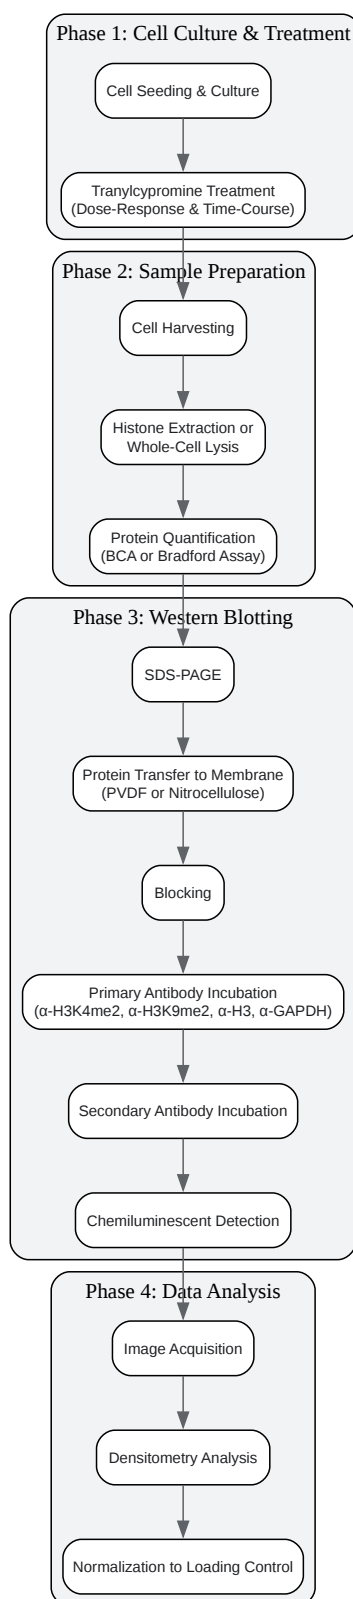 Phase 1: Cell Culture & Treatment
Cell Seeding & Culture
Tranylcypromine Treatment
(Dose-Response & Time-Course)
Phase 2: Sample Preparation
Cell Harvesting
Histone Extraction or
Whole-Cell Lysis
Protein Quantification
(BCA or Bradford Assay)
Phase 3: Western Blotting
SDS-PAGE
Protein Transfer to Membrane
(PVDF or Nitrocellulose)
Blocking
Primary Antibody Incubation
(α-H3K4me2, α-H3K9me2, α-H3, α-GAPDH)
Secondary Antibody Incubation
Chemiluminescent Detection
Phase 4: Data Analysis
Image Acquisition
Densitometry Analysis
Normalization to Loading Control